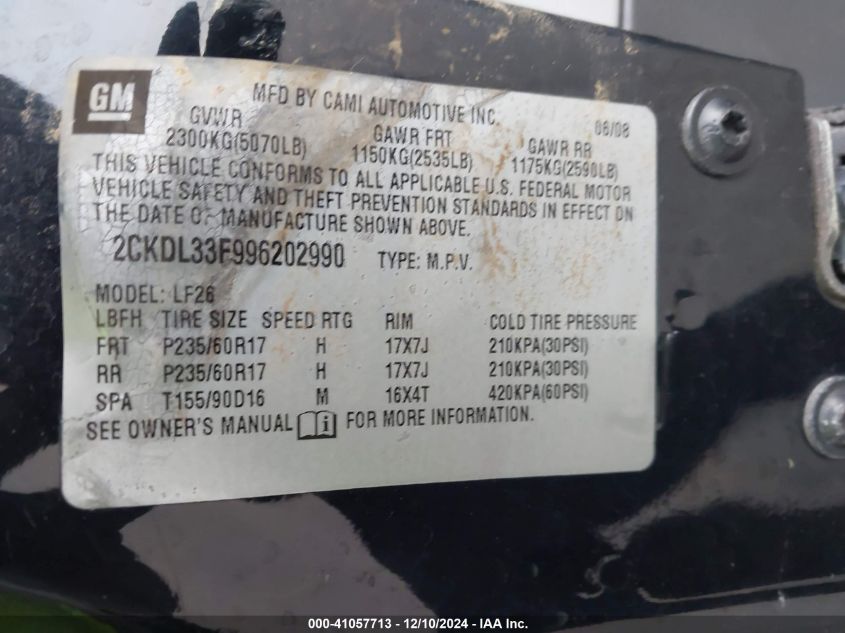 GM
MFD BY CAMI AUTOMOTIVE INC.
06/08
GVWR GAWR FRT GAWR RR
2300KG(5070LB) 1150KG(2535LB) 1175KG(2590LB)
THIS VEHICLE CONFORMS TO ALL APPLICABLE U.S. FEDERAL MOTOR
VEHICLE SAFETY AND THEFT PREVENTION STANDARDS IN EFFECT ON
THE DATE OF MANUFACTURE SHOWN ABOVE.
2CKDL33F996202990 TYPE: M.P.V.
MODEL: LF26
LBFH TIRE SIZE SPEED RTG RIM COLD TIRE PRESSURE
FRT P235/60R17 H 17X7J 210KPA(30PSI)
RR P235/60R17 H 17X7J 210KPA(30PSI)
SPA T155/90D16 M 16X4T 420KPA(60PSI)
SEE OWNER'S MANUAL i FOR MORE INFORMATION.
000-41057713 - 12/10/2024 - IAA Inc.